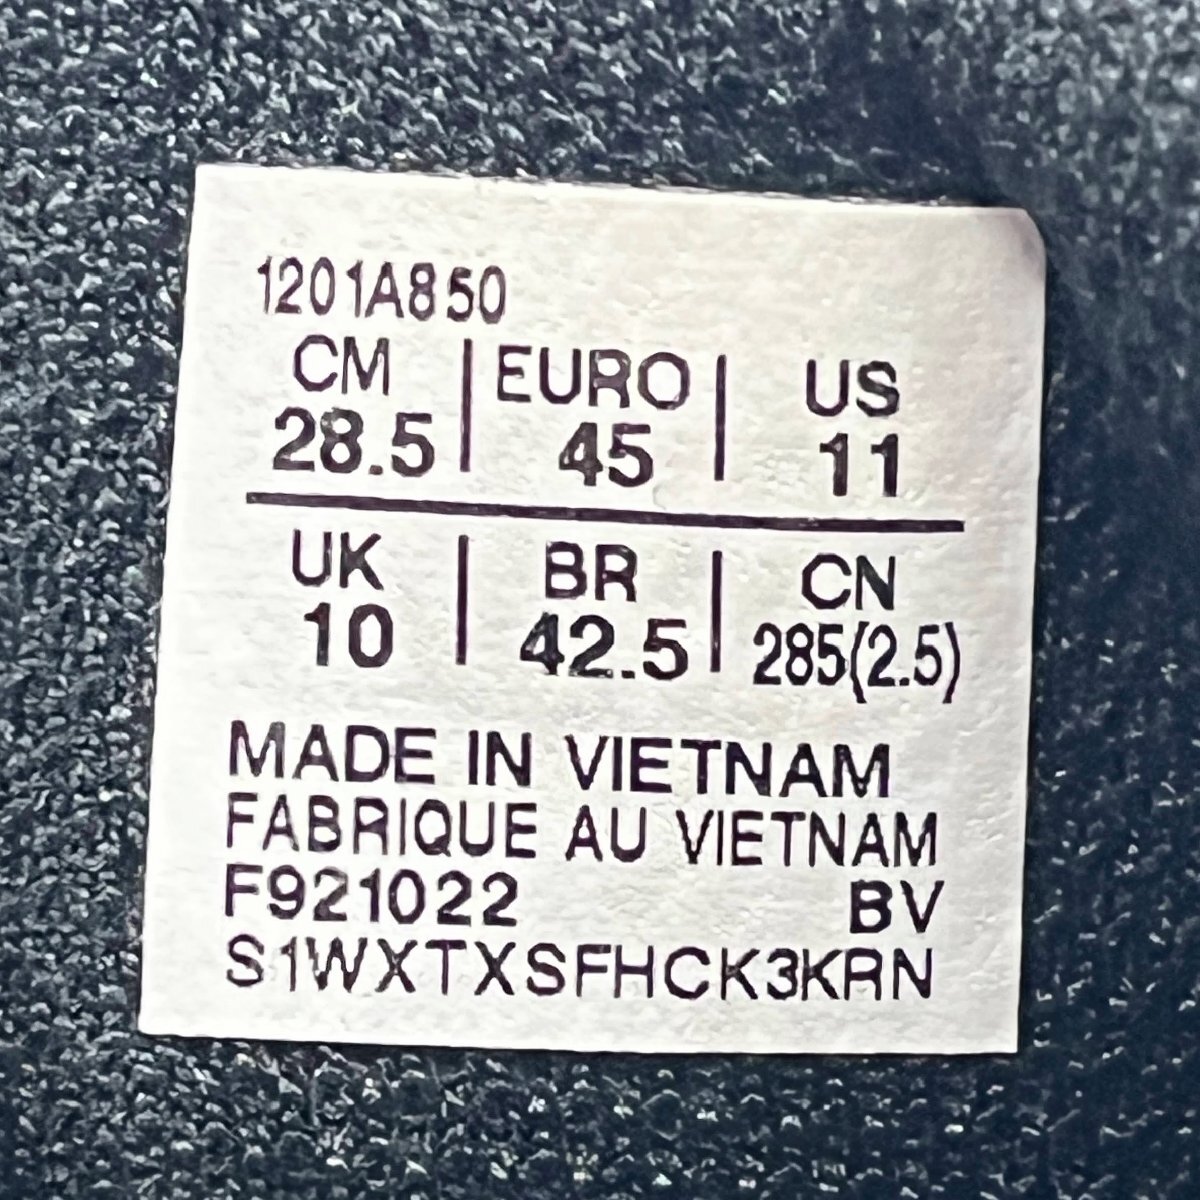 1201A850
CM | EURO | US
28.5 | 45 | 11
UK | BR | CN
10 | 42.5 | 285(2.5)
MADE IN VIETNAM
FABRIQUE AU VIETNAM
F921022 BV
S1WXTXSFHCK3KRN